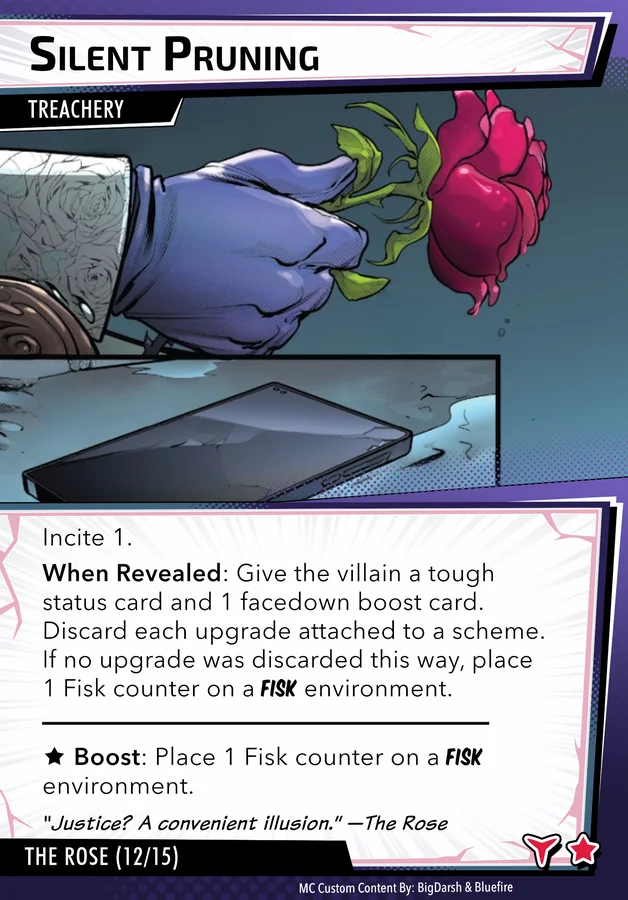 SILENT PRUNING
TREACHERY
Incite 1.
When Revealed: Give the villain a tough
status card and 1 facedown boost card.
Discard each upgrade attached to a scheme.
If no upgrade was discarded this way, place
1 Fisk counter on a FISK environment.
★ Boost: Place 1 Fisk counter on a FISK
environment.
"Justice? A convenient illusion." —The Rose
THE ROSE (12/15)
MC Custom Content By: BigDarsh & Bluefire